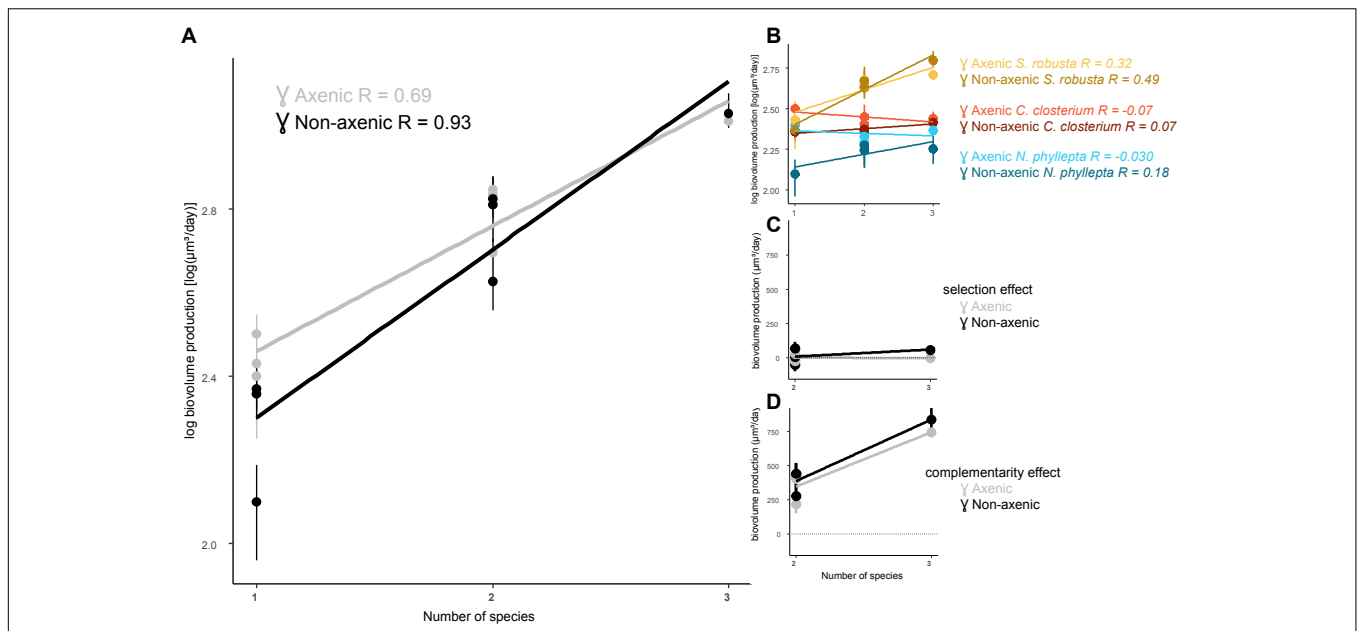 A
log biovolume production [log(μm³/day)]
Axenic R = 0.69
Non-axenic R = 0.93
2.8
2.4
2.0
1
2
3
Number of species
B
log biovolume production [log(μm³/day)]
2.75
2.50
2.25
2.00
1
2
3
Axenic S. robusta R = 0.32
Non-axenic S. robusta R = 0.49
Axenic C. closterium R = -0.07
Non-axenic C. closterium R = 0.07
Axenic N. phyllepta R = -0.030
Non-axenic N. phyllepta R = 0.18
C
biovolume production (μm³/day)
750
500
250
0
2
3
selection effect
Axenic
Non-axenic
D
biovolume production (μm³/day)
750
500
250
0
2
3
Number of species
complementarity effect
Axenic
Non-axenic